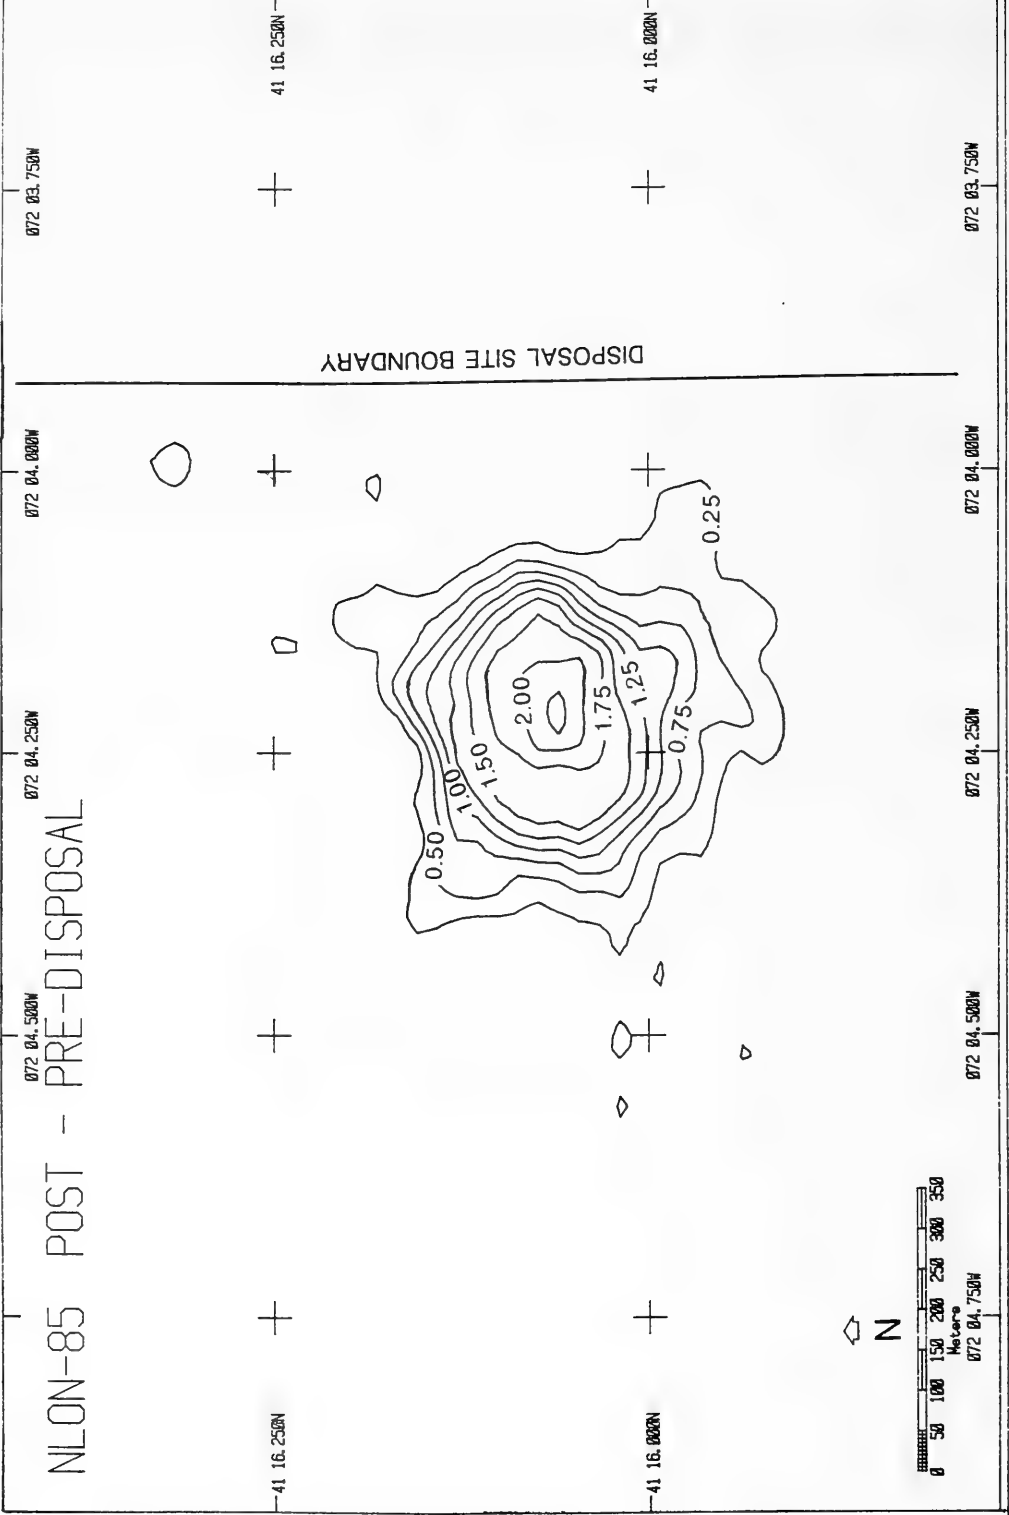 NLON-85 POST - PRE-DISPOSAL
072 04.500W
072 04.250W
072 04.000W
072 03.750W
41 16.250N
41 16.250N
DISPOSAL SITE BOUNDARY
0.50
1.00
1.50
2.00
1.75
1.25
0.75
0.25
41 16.000N
41 16.000N
N
0 50 100 150 200 250 300 350
Meters
072 04.750W
072 04.500W
072 04.250W
072 04.000W
072 03.750W